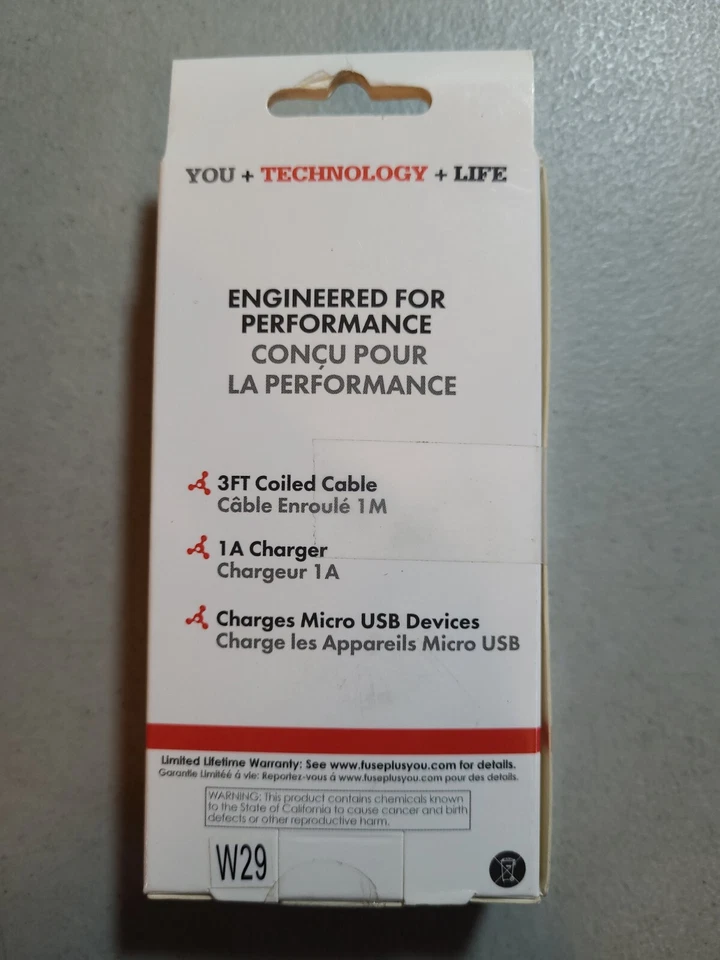 YOU + TECHNOLOGY + LIFE
ENGINEERED FOR
PERFORMANCE
CONÇU POUR
LA PERFORMANCE
3FT Coiled Cable
Câble Enroulé 1M
1A Charger
Chargeur 1A
Charges Micro USB Devices
Charge les Appareils Micro USB
Limited Lifetime Warranty: See www.fuseplusyou.com for details.
Garantie Limitéé á vie: Reportez-vous á www.fuseplusyou.com pour des details.
WARNING: This product contains chemicals known
to the State of California to cause cancer and birth
defects or other reproductive harm.
W29